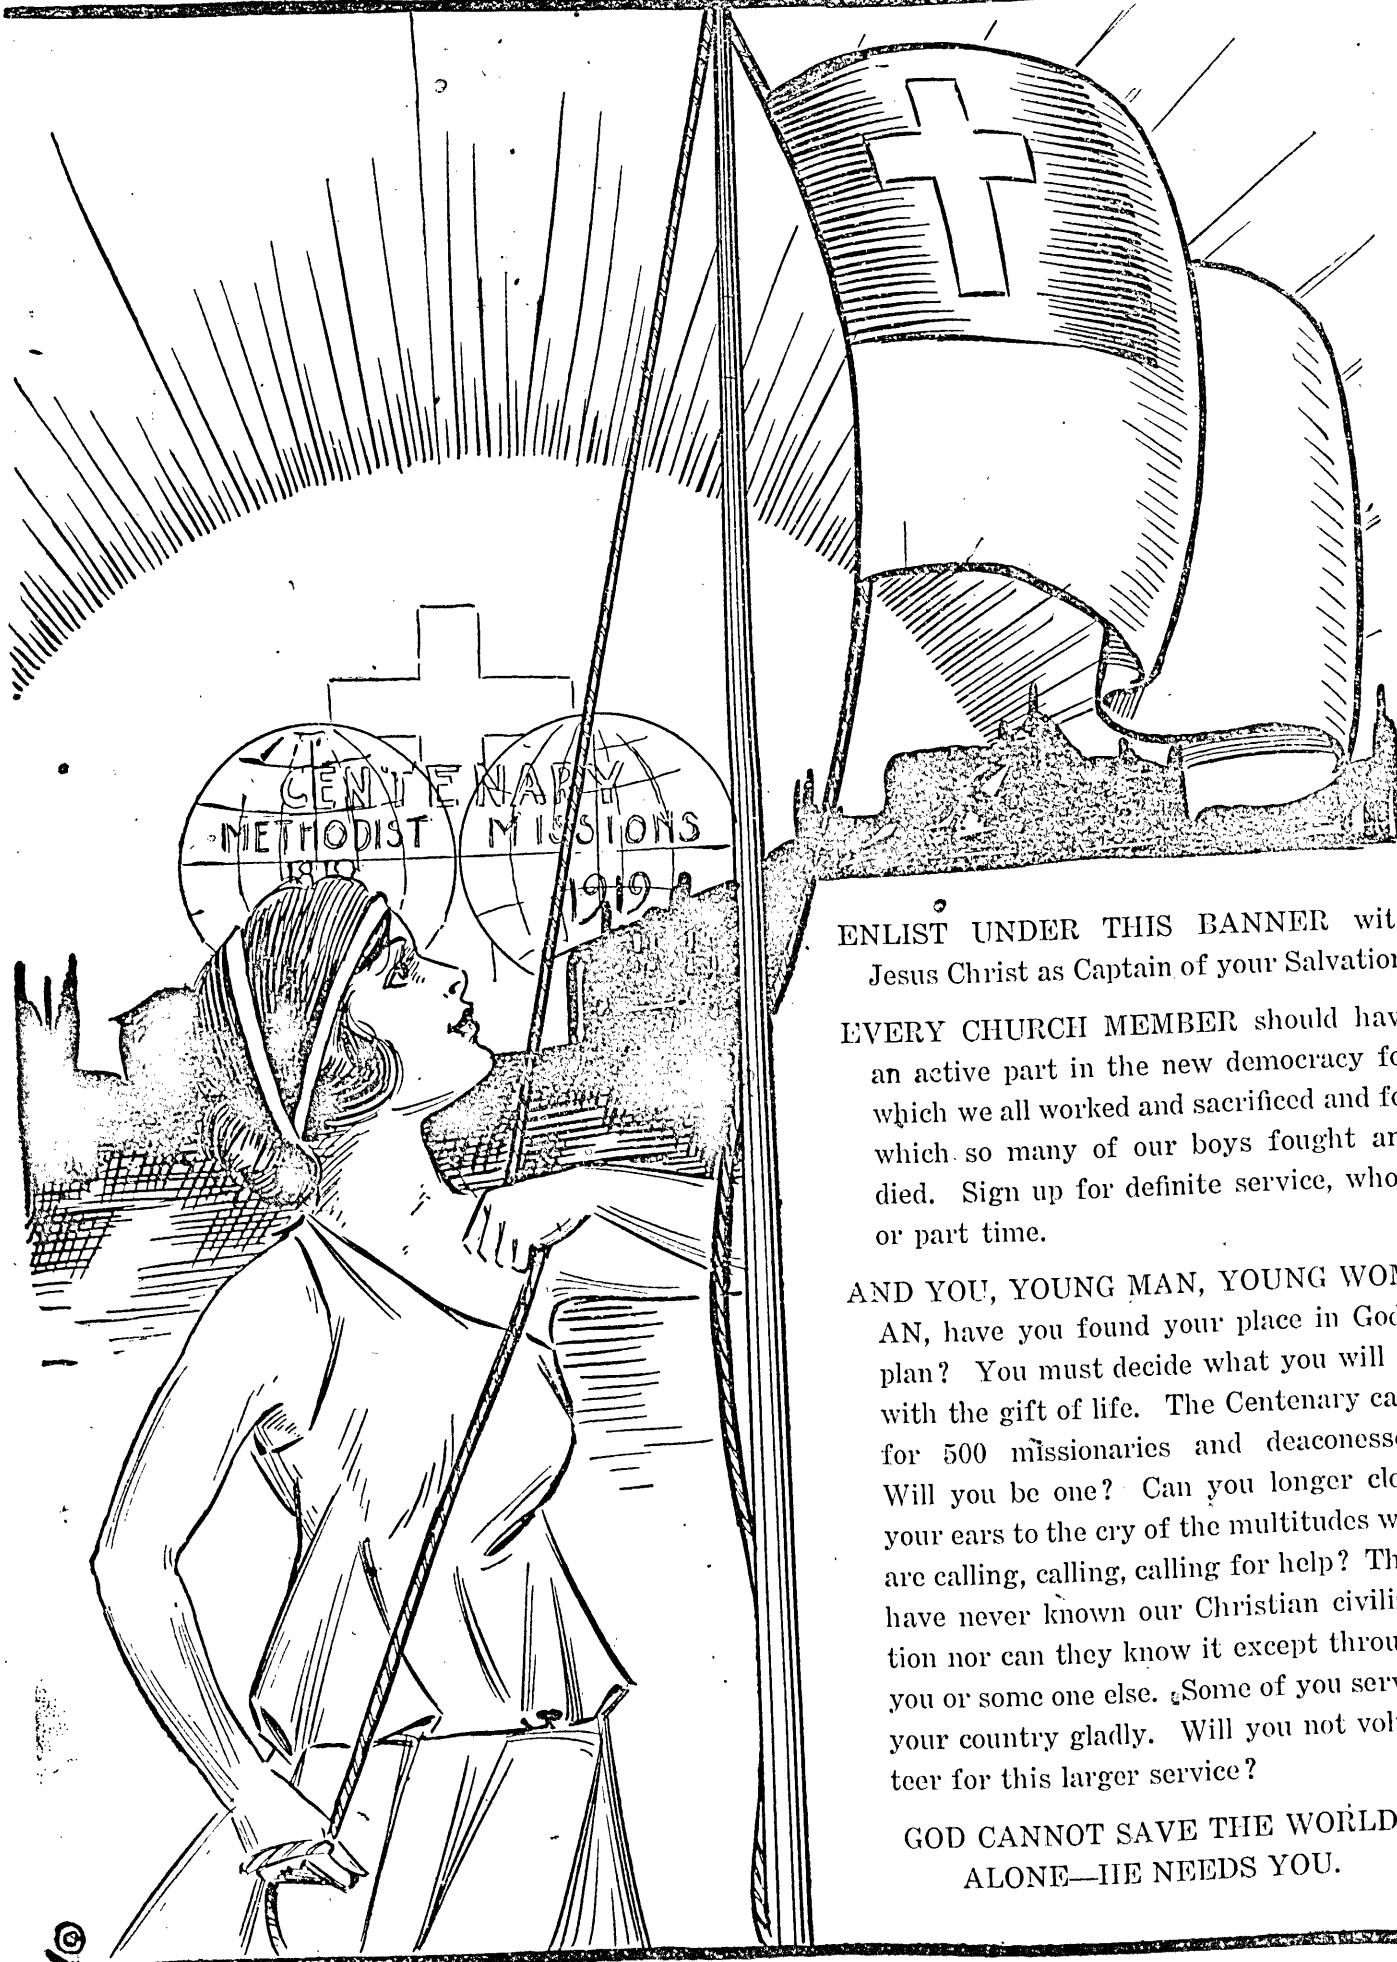 CENTENARY
METHODIST MISSIONS
1819
1919
ENLIST UNDER THIS BANNER wit
Jesus Christ as Captain of your Salvation
EVERY CHURCH MEMBER should hav
an active part in the new democracy fo
which we all worked and sacrificed and fo
which so many of our boys fought an
died. Sign up for definite service, who
or part time.
AND YOU, YOUNG MAN, YOUNG WOM
AN, have you found your place in God
plan? You must decide what you will
with the gift of life. The Centenary ca
for 500 missionaries and deaconesse
Will you be one? Can you longer clo
your ears to the cry of the multitudes w
are calling, calling, calling for help? Th
have never known our Christian civili
tion nor can they know it except throu
you or some one else. Some of you serv
your country gladly. Will you not vol
teer for this larger service?
GOD CANNOT SAVE THE WORLD
ALONE—HE NEEDS YOU.